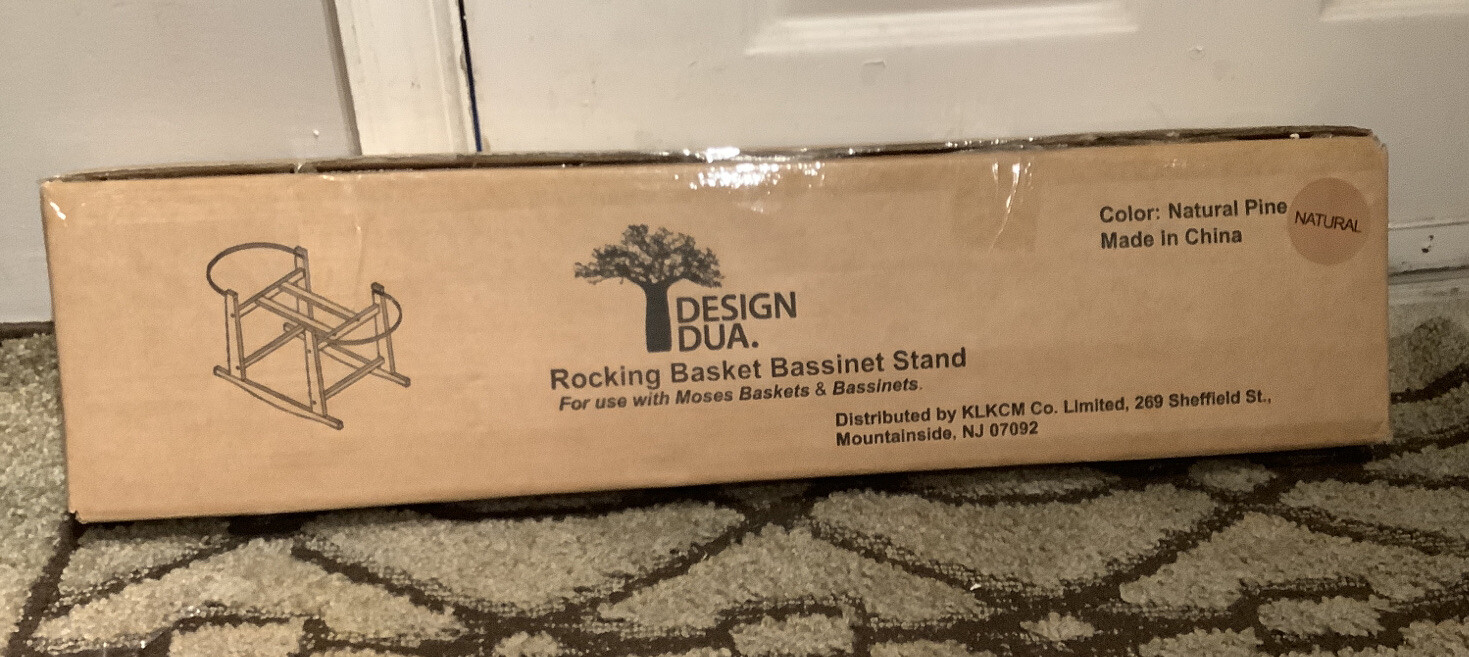 DESIGN
DUA.
Rocking Basket Bassinet Stand
For use with Moses Baskets & Bassinets.
Distributed by KLKCM Co. Limited, 269 Sheffield St.,
Mountainside, NJ 07092
Color: Natural Pine
Made in China
NATURAL